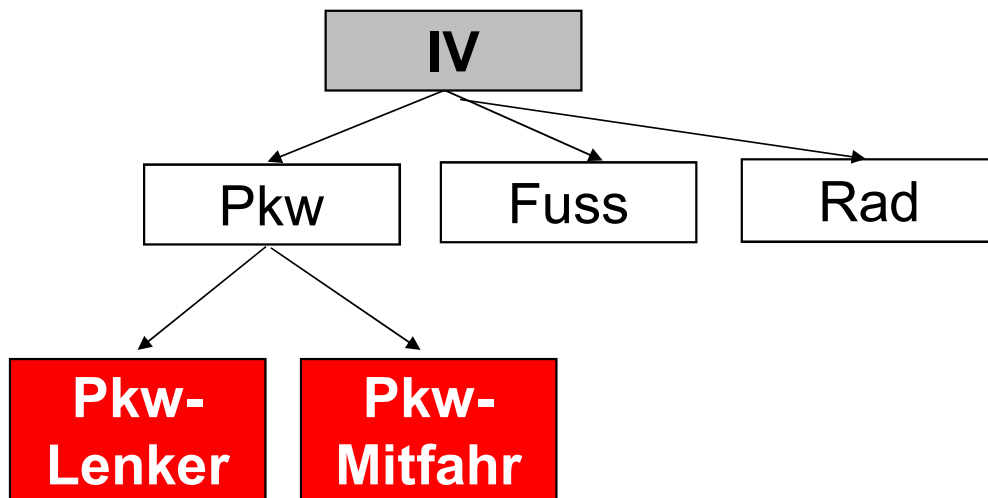 IV
Pkw
Fuss
Rad
Pkw-
Lenker
Pkw-
Mitfahr